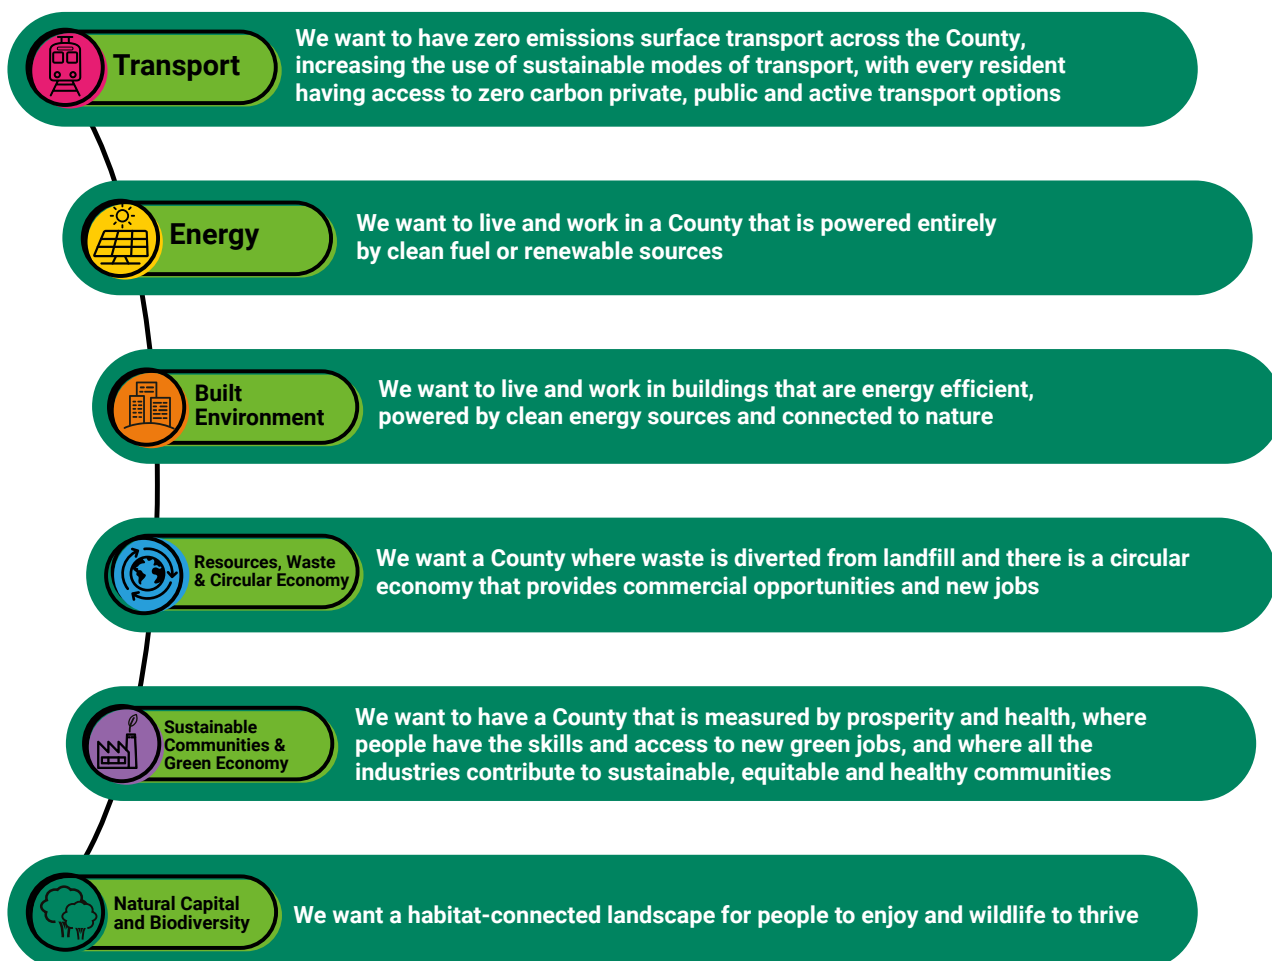 Transport
We want to have zero emissions surface transport across the County,
increasing the use of sustainable modes of transport, with every resident
having access to zero carbon private, public and active transport options
Energy
We want to live and work in a County that is powered entirely
by clean fuel or renewable sources
Built
Environment
We want to live and work in buildings that are energy efficient,
powered by clean energy sources and connected to nature
Resources, Waste
& Circular Economy
We want a County where waste is diverted from landfill and there is a circular
economy that provides commercial opportunities and new jobs
Sustainable
Communities &
Green Economy
We want to have a County that is measured by prosperity and health, where
people have the skills and access to new green jobs, and where all the
industries contribute to sustainable, equitable and healthy communities
Natural Capital
and Biodiversity
We want a habitat-connected landscape for people to enjoy and wildlife to thrive